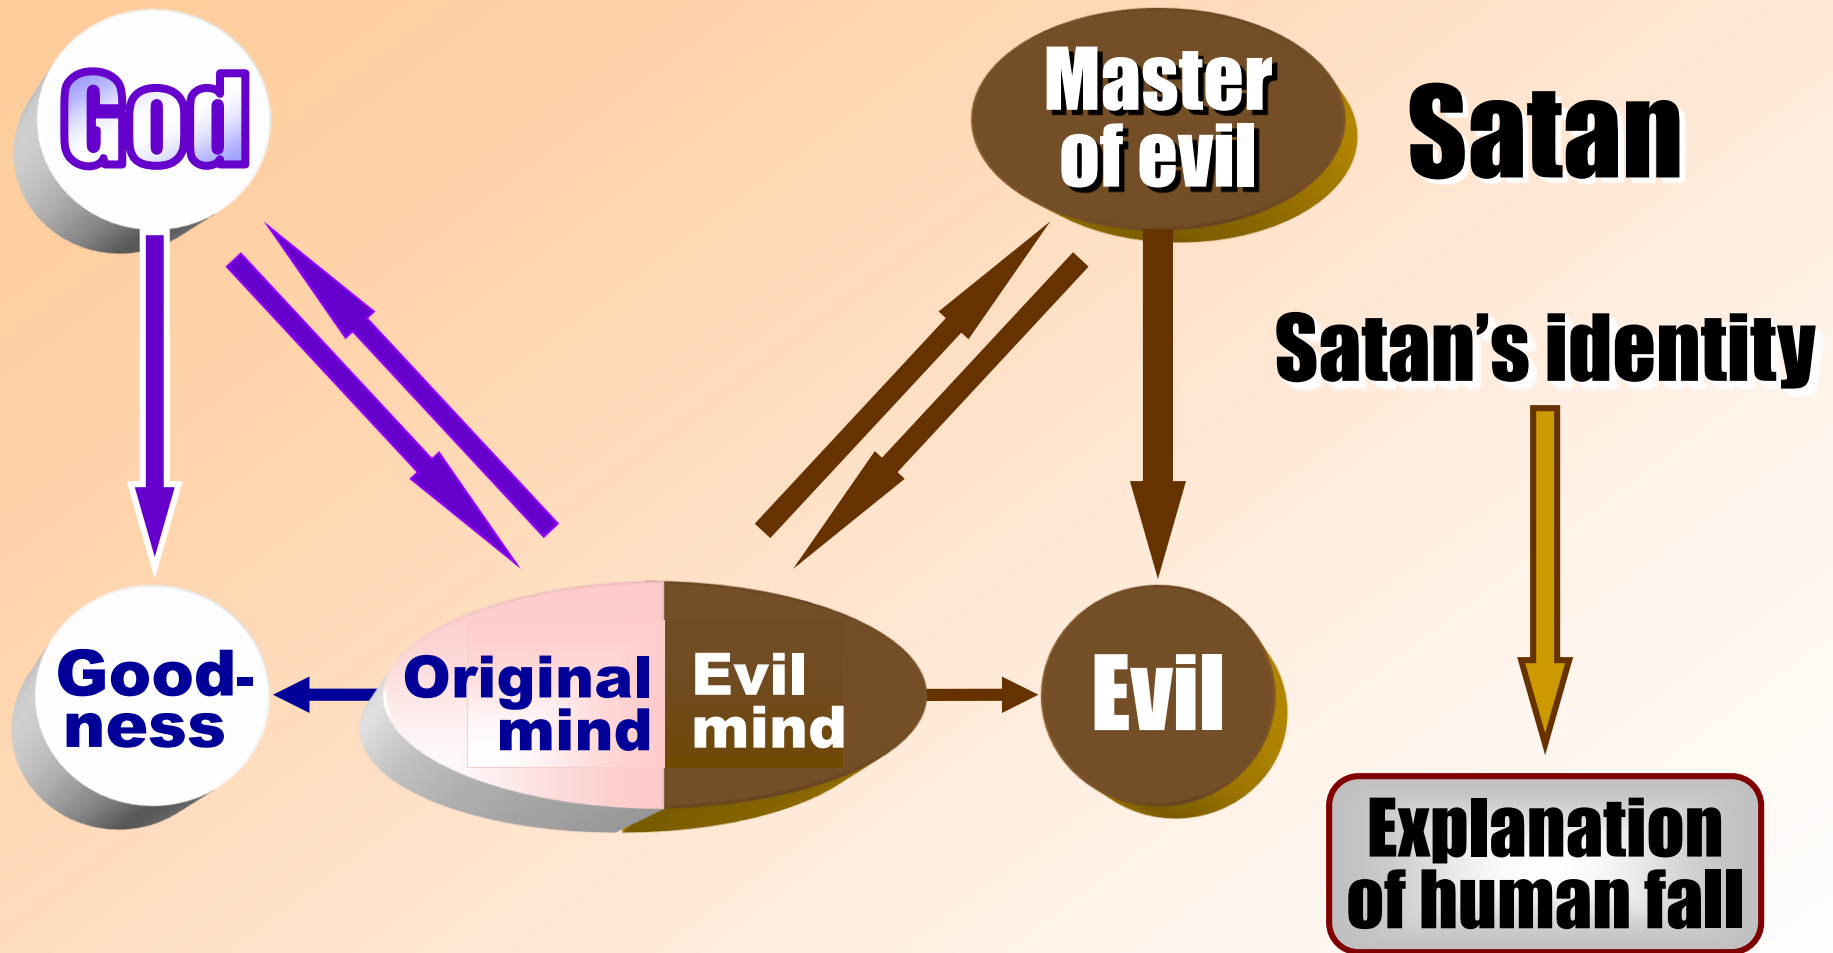 God
Master
of evil
Satan
Satan’s identity
Good-
ness
Original
mind
Evil
mind
Evil
Explanation
of human fall